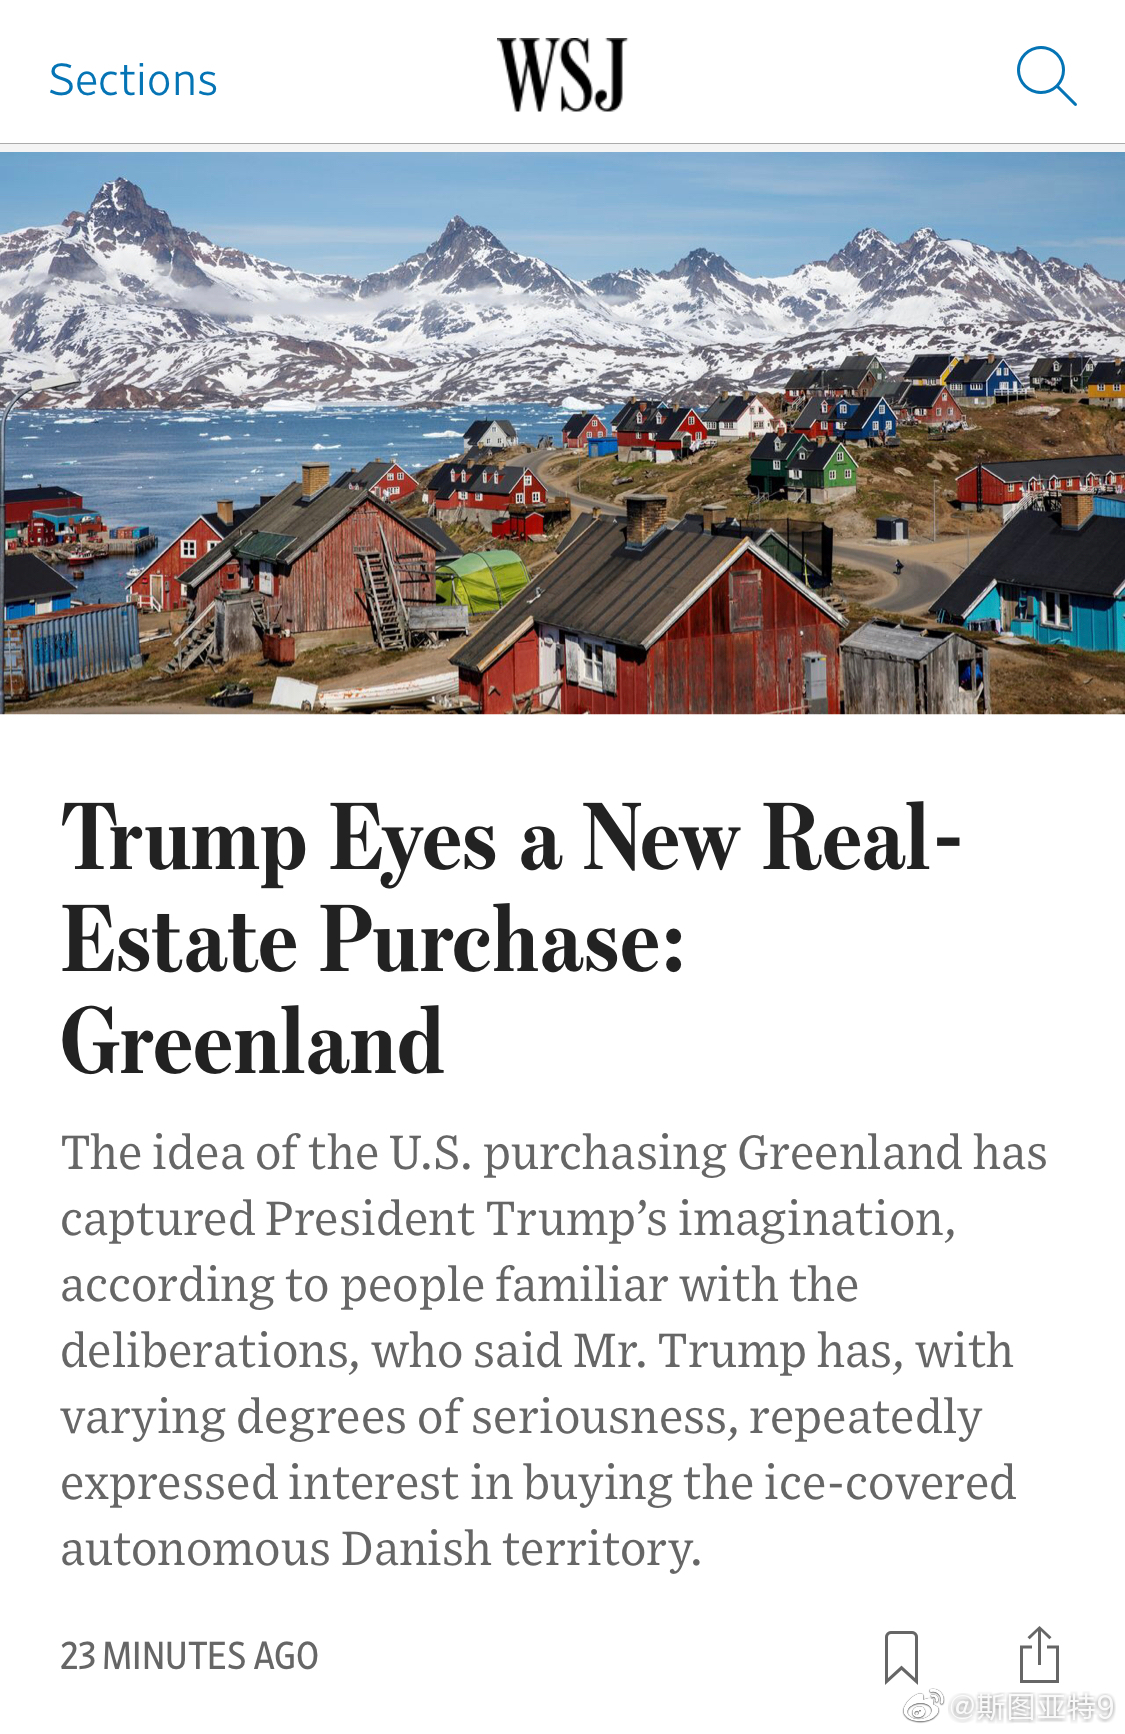 Sections
WSJ
Trump Eyes a New Real-
Estate Purchase:
Greenland
The idea of the U.S. purchasing Greenland has
captured President Trump’s imagination,
according to people familiar with the
deliberations, who said Mr. Trump has, with
varying degrees of seriousness, repeatedly
expressed interest in buying the ice-covered
autonomous Danish territory.
23 MINUTES AGO
@斯图亚特9